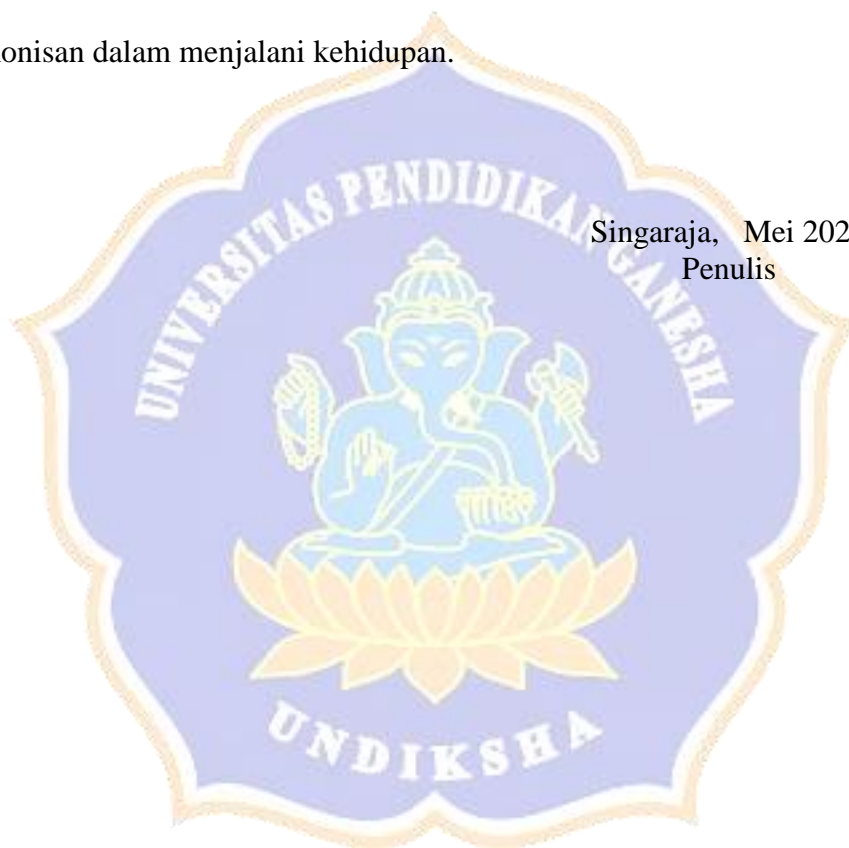 onisan dalam menjalani kehidupan.
UNIVERSITAS PENDIDIKAN GANESHA
Singaraja, Mei 202
Penulis
UNDIKSHA